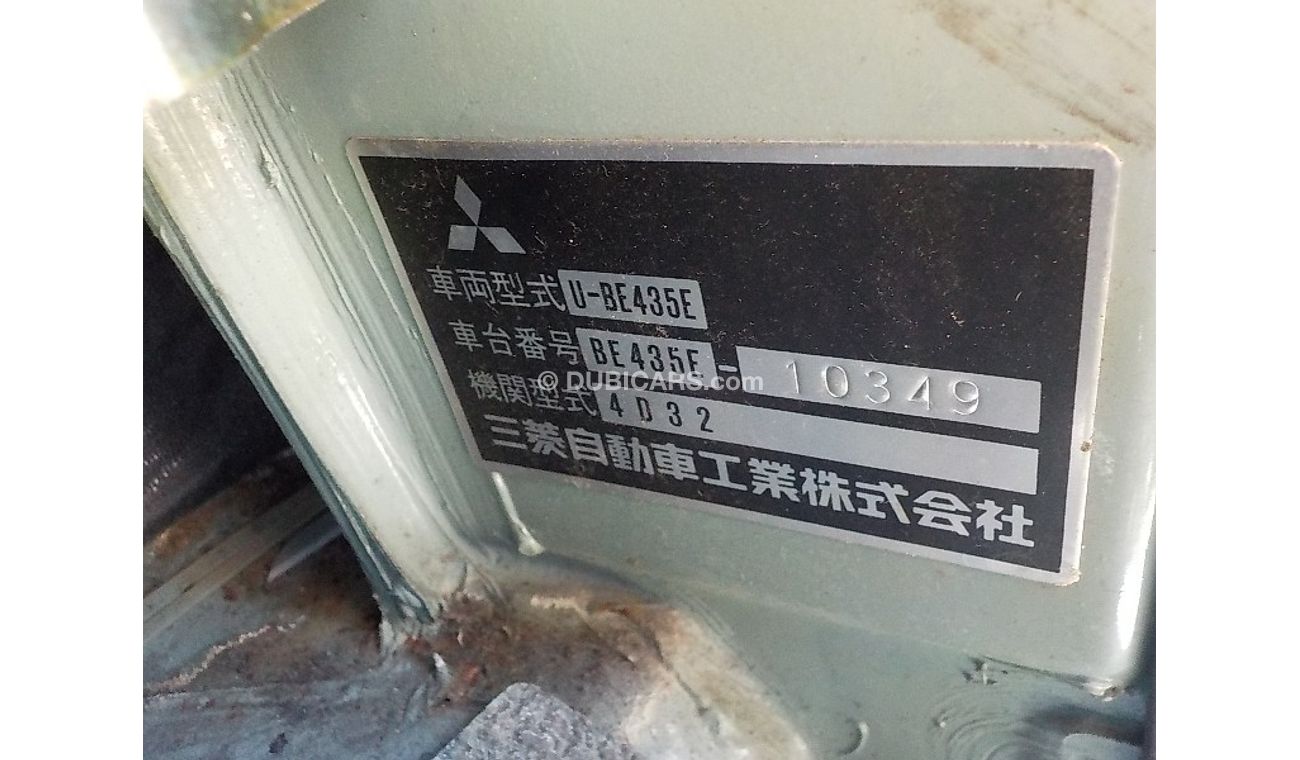 車両型式 U-BE435E
車台番号 BE435E - 10349
© DUBICARS.com
機関型式 4D32
三菱自動車工業株式会社